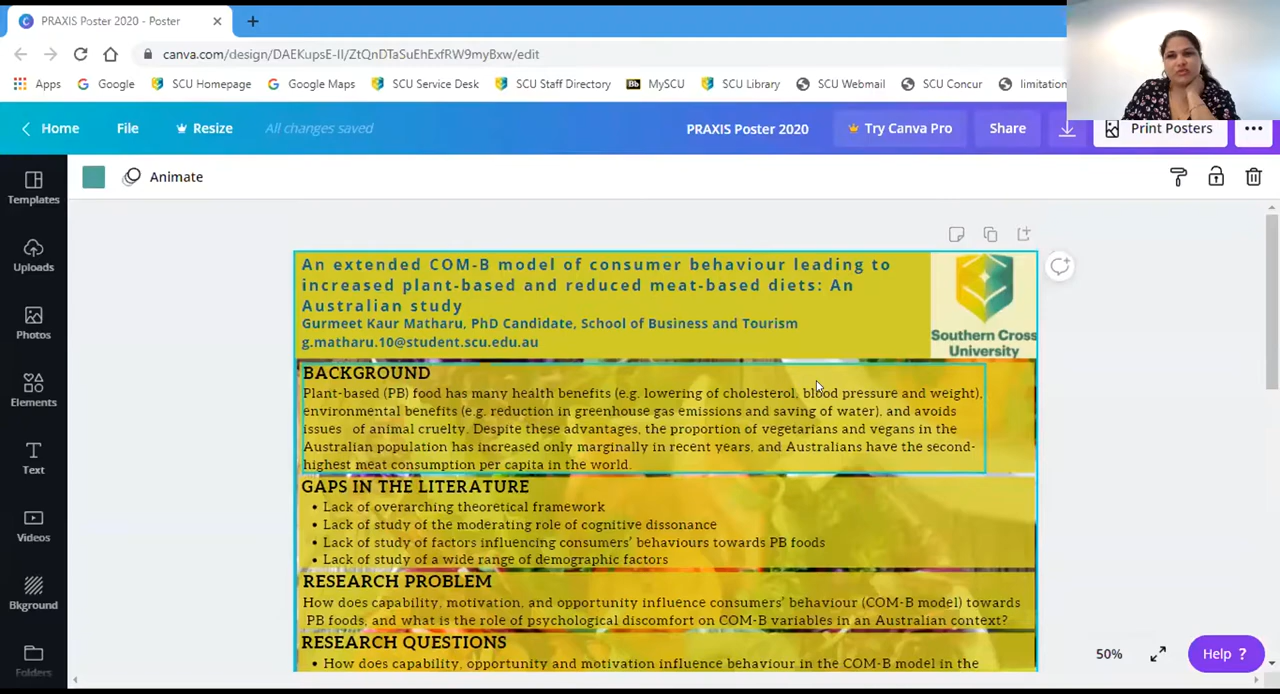 PRAXIS Poster 2020 - Poster
canva.com/design/DAEKupsE-II/ZtQnDTaSuEhExfRW9myBxw/edit
Apps Google SCU Homepage Google Maps SCU Service Desk SCU Staff Directory Bb MySCU SCU Library SCU Webmail SCU Concur limitation
Home File Resize All changes saved PRAXIS Poster 2020 Try Canva Pro Share Print Posters
Animate
Templates
Uploads
Photos
Elements
Text
Videos
Bkground
Folders
An extended COM-B model of consumer behaviour leading to
increased plant-based and reduced meat-based diets: An
Australian study
Gurmeet Kaur Matharu, PhD Candidate, School of Business and Tourism
g.matharu.10@student.scu.edu.au
Southern Cross
University
BACKGROUND
Plant-based (PB) food has many health benefits (e.g. lowering of cholesterol, blood pressure and weight),
environmental benefits (e.g. reduction in greenhouse gas emissions and saving of water), and avoids
issues of animal cruelty. Despite these advantages, the proportion of vegetarians and vegans in the
Australian population has increased only marginally in recent years, and Australians have the second-
highest meat consumption per capita in the world.
GAPS IN THE LITERATURE
• Lack of overarching theoretical framework
• Lack of study of the moderating role of cognitive dissonance
• Lack of study of factors influencing consumers' behaviours towards PB foods
• Lack of study of a wide range of demographic factors
RESEARCH PROBLEM
How does capability, motivation, and opportunity influence consumers' behaviour (COM-B model) towards
PB foods, and what is the role of psychological discomfort on COM-B variables in an Australian context?
RESEARCH QUESTIONS
• How does capability, opportunity and motivation influence behaviour in the COM-B model in the
50%
Help ?